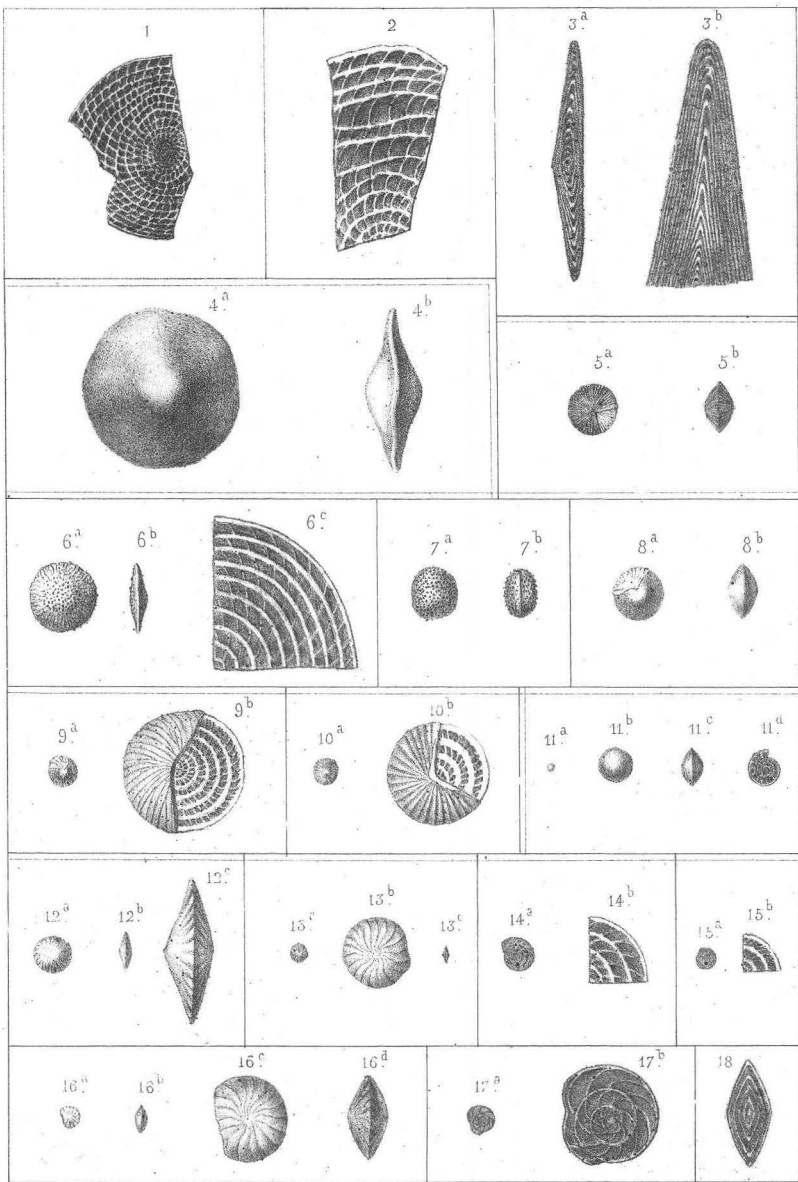 1 2 3.a 3.b
4.a 4.b
5.a 5.b
6.a 6.b 6.c 7.a 7.b 8.a 8.b
9.a 9.b 10.a 10.b 11.a 11.b 11.c 11.d
12.a 12.b 12.c 13.c 13.b 13.c 14.a 14.b 15.a 15.b
16.a 16.b 16.c 16.d 17.a 17.b 18